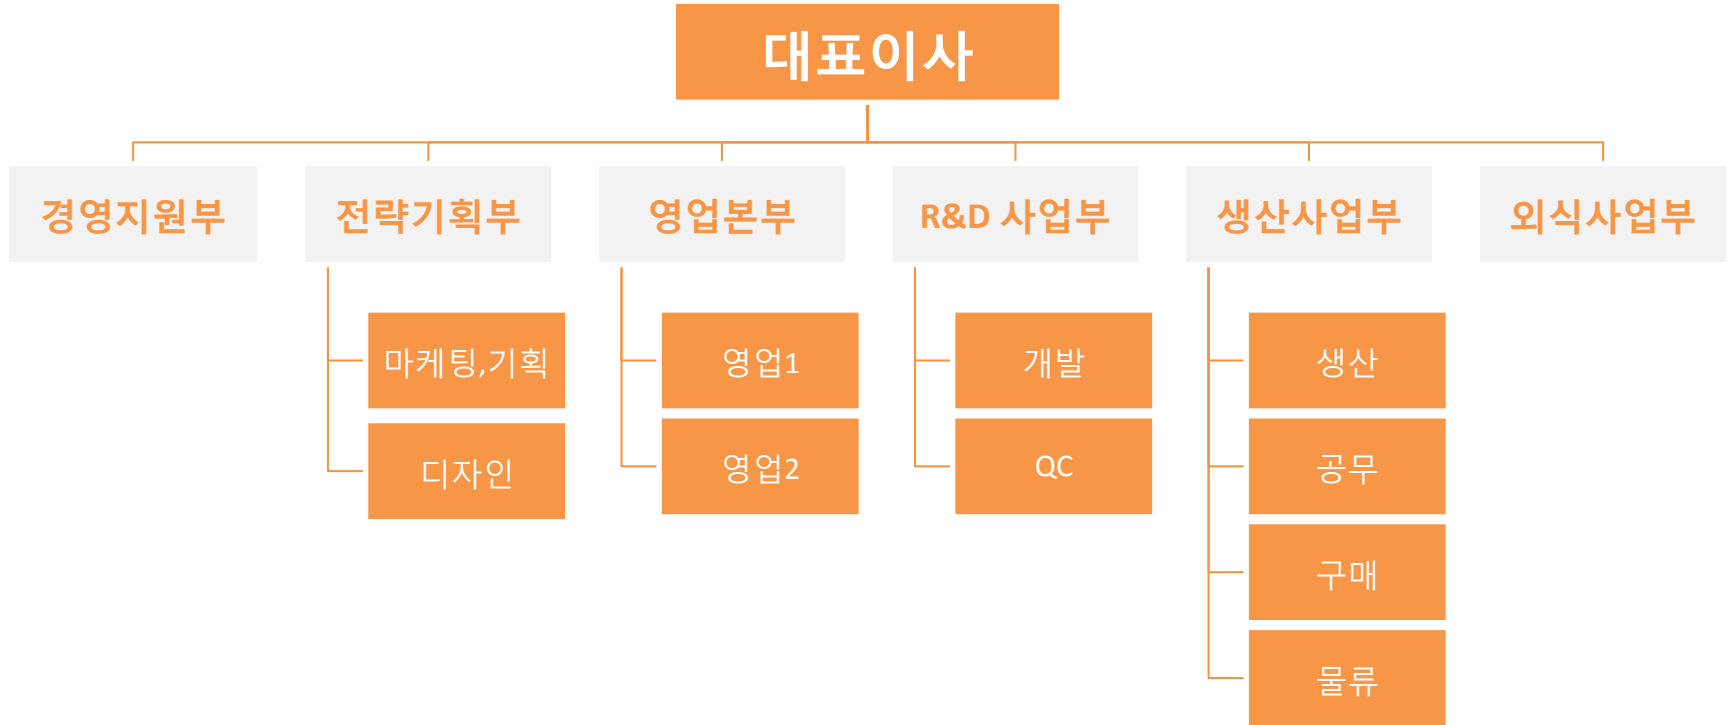 대표이사
경영지원부
전략기획부
영업본부
R&D 사업부
생산사업부
외식사업부
마케팅,기획
디자인
영업1
영업2
개발
QC
생산
공무
구매
물류